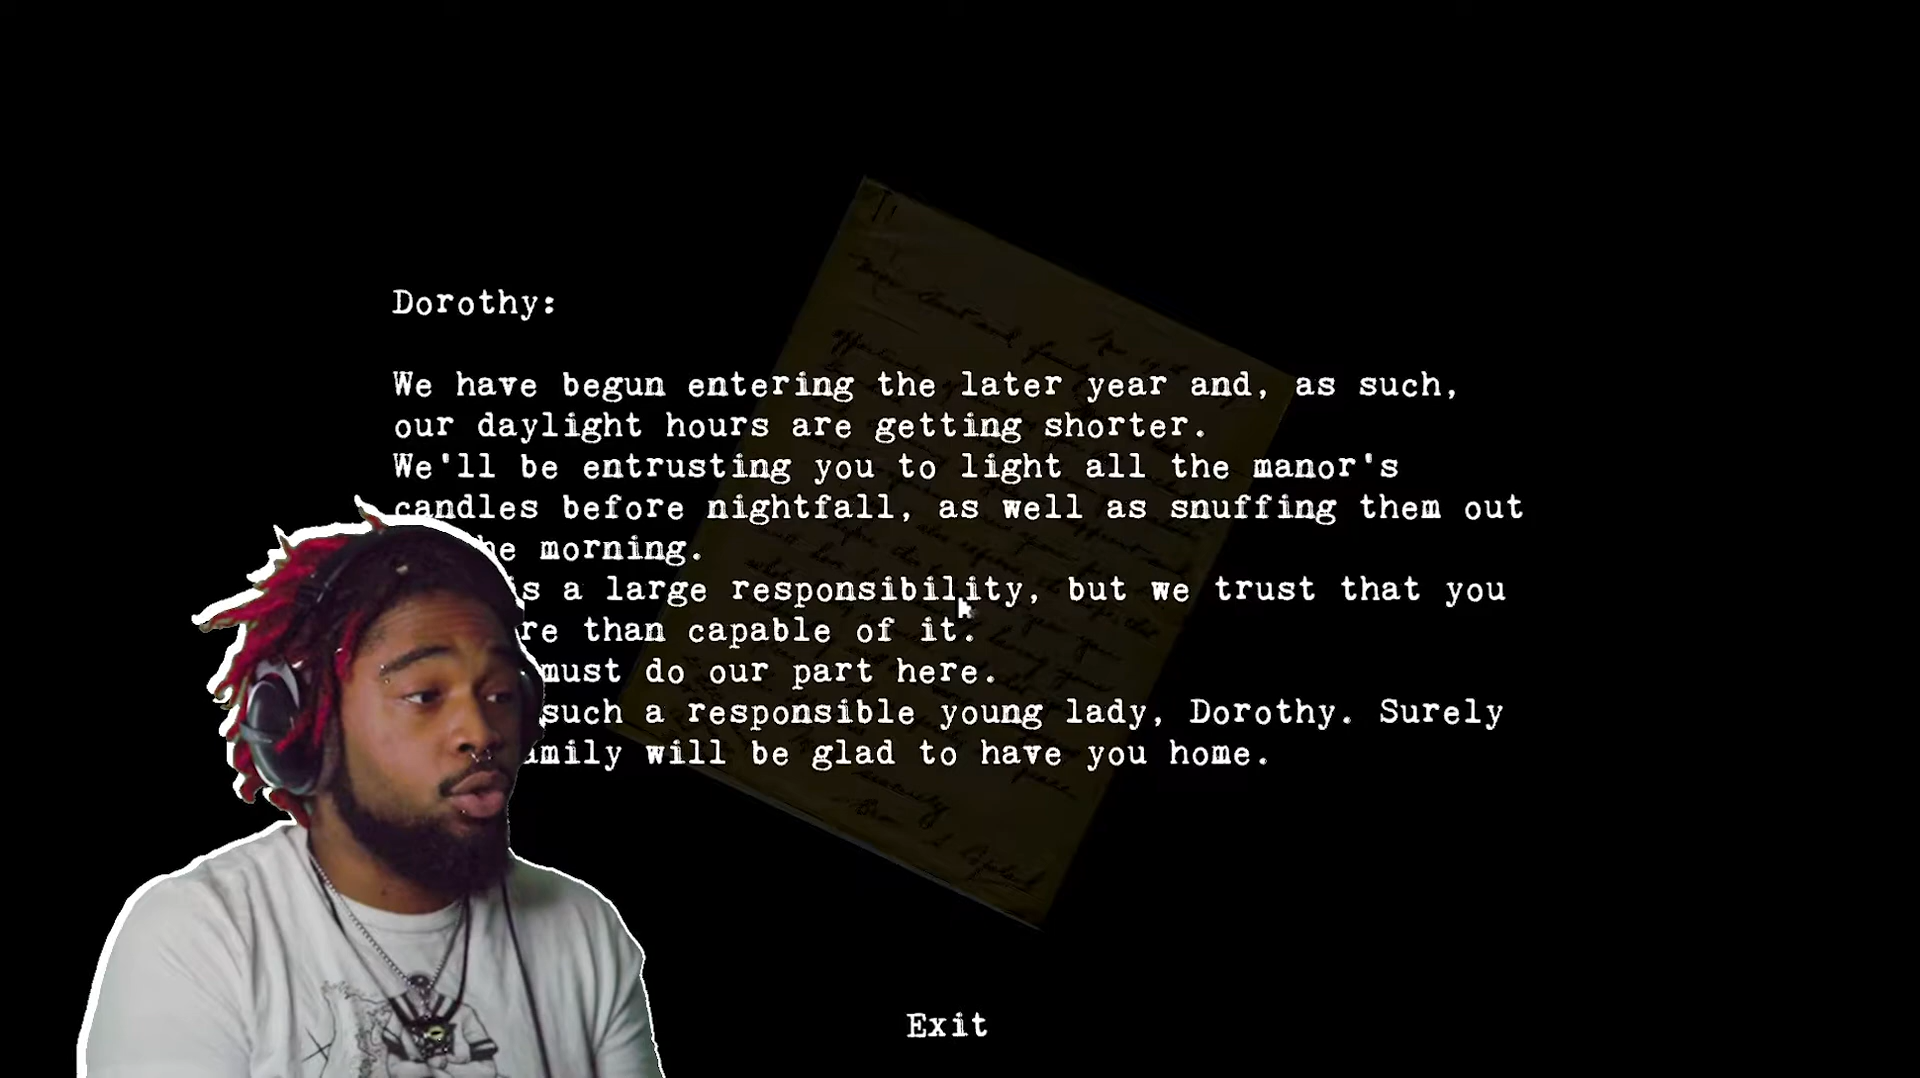 Dorothy:
We have begun entering the later year and, as such,
our daylight hours are getting shorter.
We'll be entrusting you to light all the manor's
candles before nightfall, as well as snuffing them out
morning.
a large responsibility, but we trust that you
than capable of it.
must do our part here.
such a responsible young lady, Dorothy. Surely
will be glad to have you home.
Exit